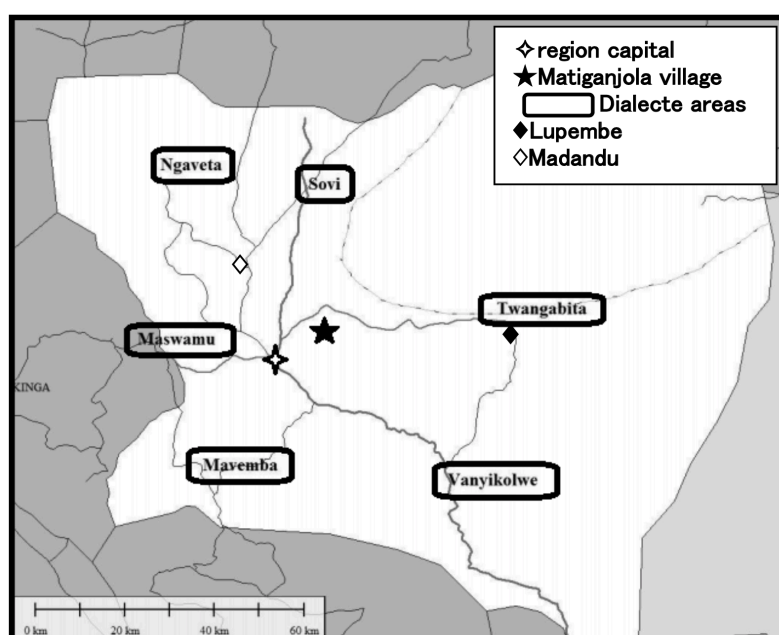 region capital
Matiganjola village
Dialecte areas
Lupembe
Madandu
Ngaveta
Sovi
Twangabita
Maswamu
KINGA
Mavemba
Vanyikolwe
0 km 20 km 40 km 60 km